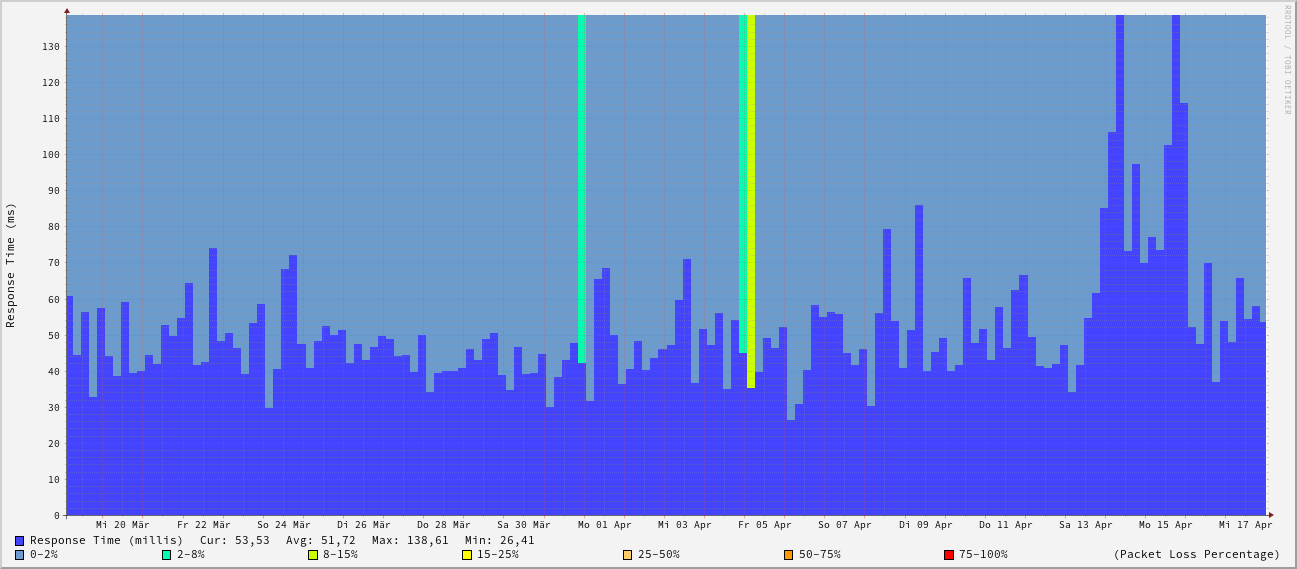 RRDTOOL / TOBI OETIKER
Response Time (ms)
130
120
110
100
90
80
70
60
50
40
30
20
10
0
Mi 20 Mär Fr 22 Mär So 24 Mär Di 26 Mär Do 28 Mär Sa 30 Mär Mo 01 Apr Mi 03 Apr Fr 05 Apr So 07 Apr Di 09 Apr Do 11 Apr Sa 13 Apr Mo 15 Apr Mi 17 Apr
Response Time (millis) Cur: 53,53 Avg: 51,72 Max: 138,61 Min: 26,41
0-2% 2-8% 8-15% 15-25% 25-50% 50-75% 75-100% (Packet Loss Percentage)